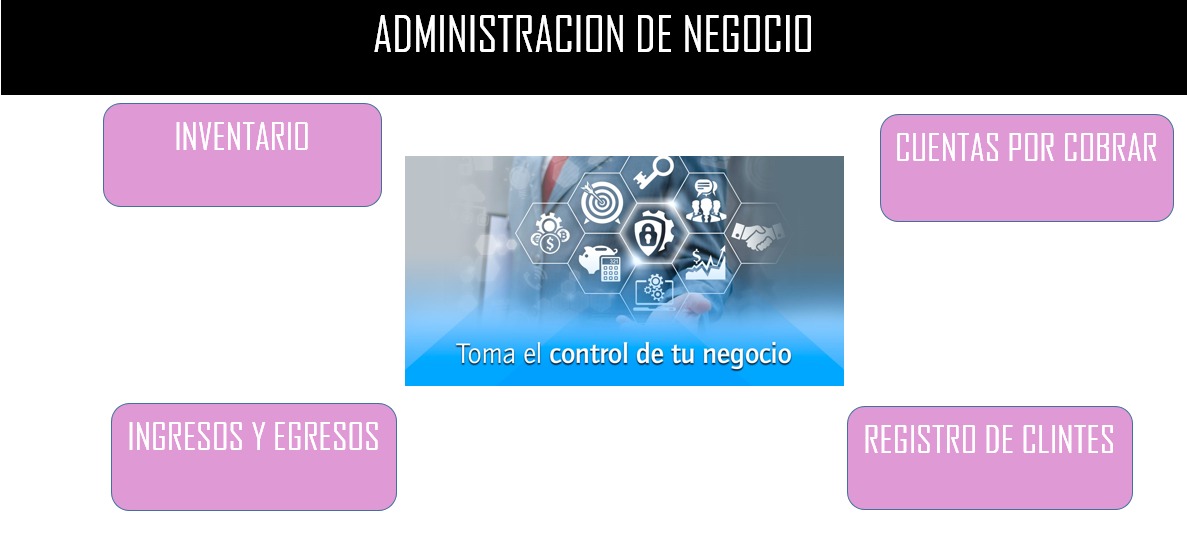 ADMINISTRACION DE NEGOCIO
INVENTARIO
CUENTAS POR COBRAR
Toma el control de tu negocio
INGRESOS Y EGRESOS
REGISTRO DE CLINTES